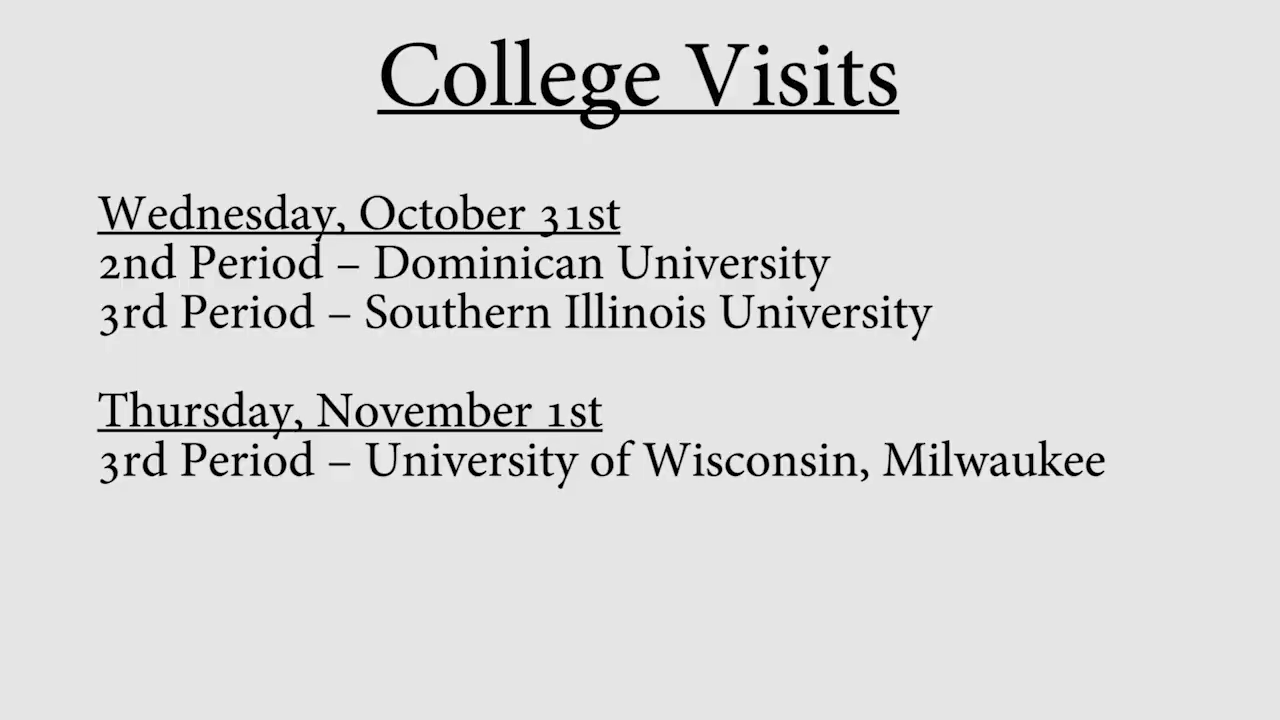 College Visits
Wednesday, October 31st
2nd Period – Dominican University
3rd Period – Southern Illinois University
Thursday, November 1st
3rd Period – University of Wisconsin, Milwaukee